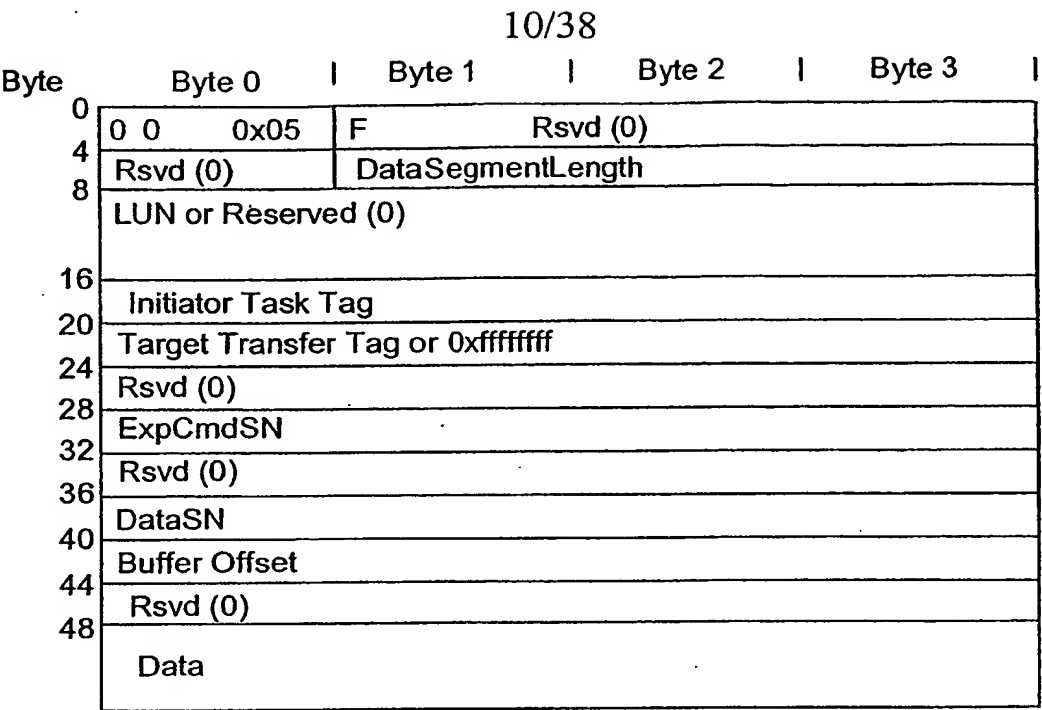 10/38
Byte Byte 0 | Byte 1 | Byte 2 | Byte 3 |
0
0 0 0x05 F Rsvd (0)
4
Rsvd (0) DataSegmentLength
8
LUN or Reserved (0)
16
Initiator Task Tag
20
Target Transfer Tag or 0xffffffff
24
Rsvd (0)
28
ExpCmdSN
32
Rsvd (0)
36
DataSN
40
Buffer Offset
44
Rsvd (0)
48
Data